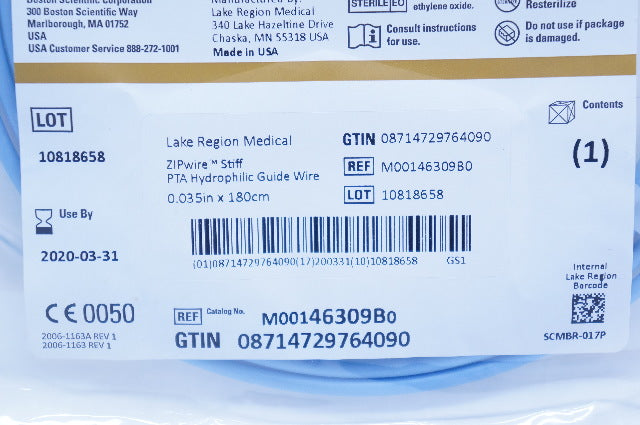 Boston Scientific Corporation
300 Boston Scientific Way
Marlborough, MA 01752
USA
USA Customer Service 888-272-1001
Manufactured by:
Lake Region Medical
340 Lake Hazeltine Drive
Chaska, MN 55318 USA
Made in USA
STERILE EO
ethylene oxide.
Consult instructions
for use.
Resterilize
Do not use if package
is damaged.
LOT
10818658
Use By
2020-03-31
CE 0050
2006-1163A REV 1
2006-1163 REV 1
Lake Region Medical
ZIPwire™ Stiff
PTA Hydrophilic Guide Wire
0.035in x 180cm
GTIN 08714729764090
REF M00146309B0
LOT 10818658
(01)08714729764090(17)200331(10)10818658 GS1
REF Catalog No. M00146309B0
GTIN 08714729764090
Contents
(1)
Internal
Lake Region
Barcode
SCMBR-017P